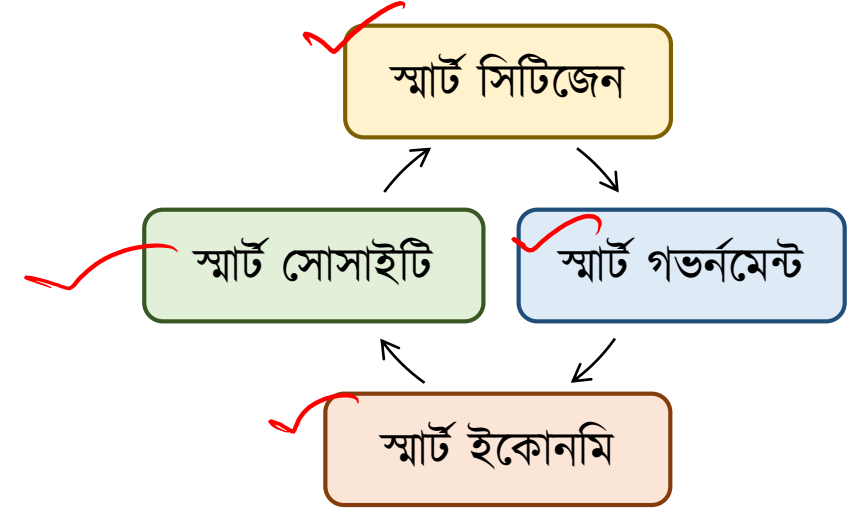 স্মার্ট সিটিজেন
স্মার্ট সোসাইটি
স্মার্ট গভর্নমেন্ট
স্মার্ট ইকোনমি